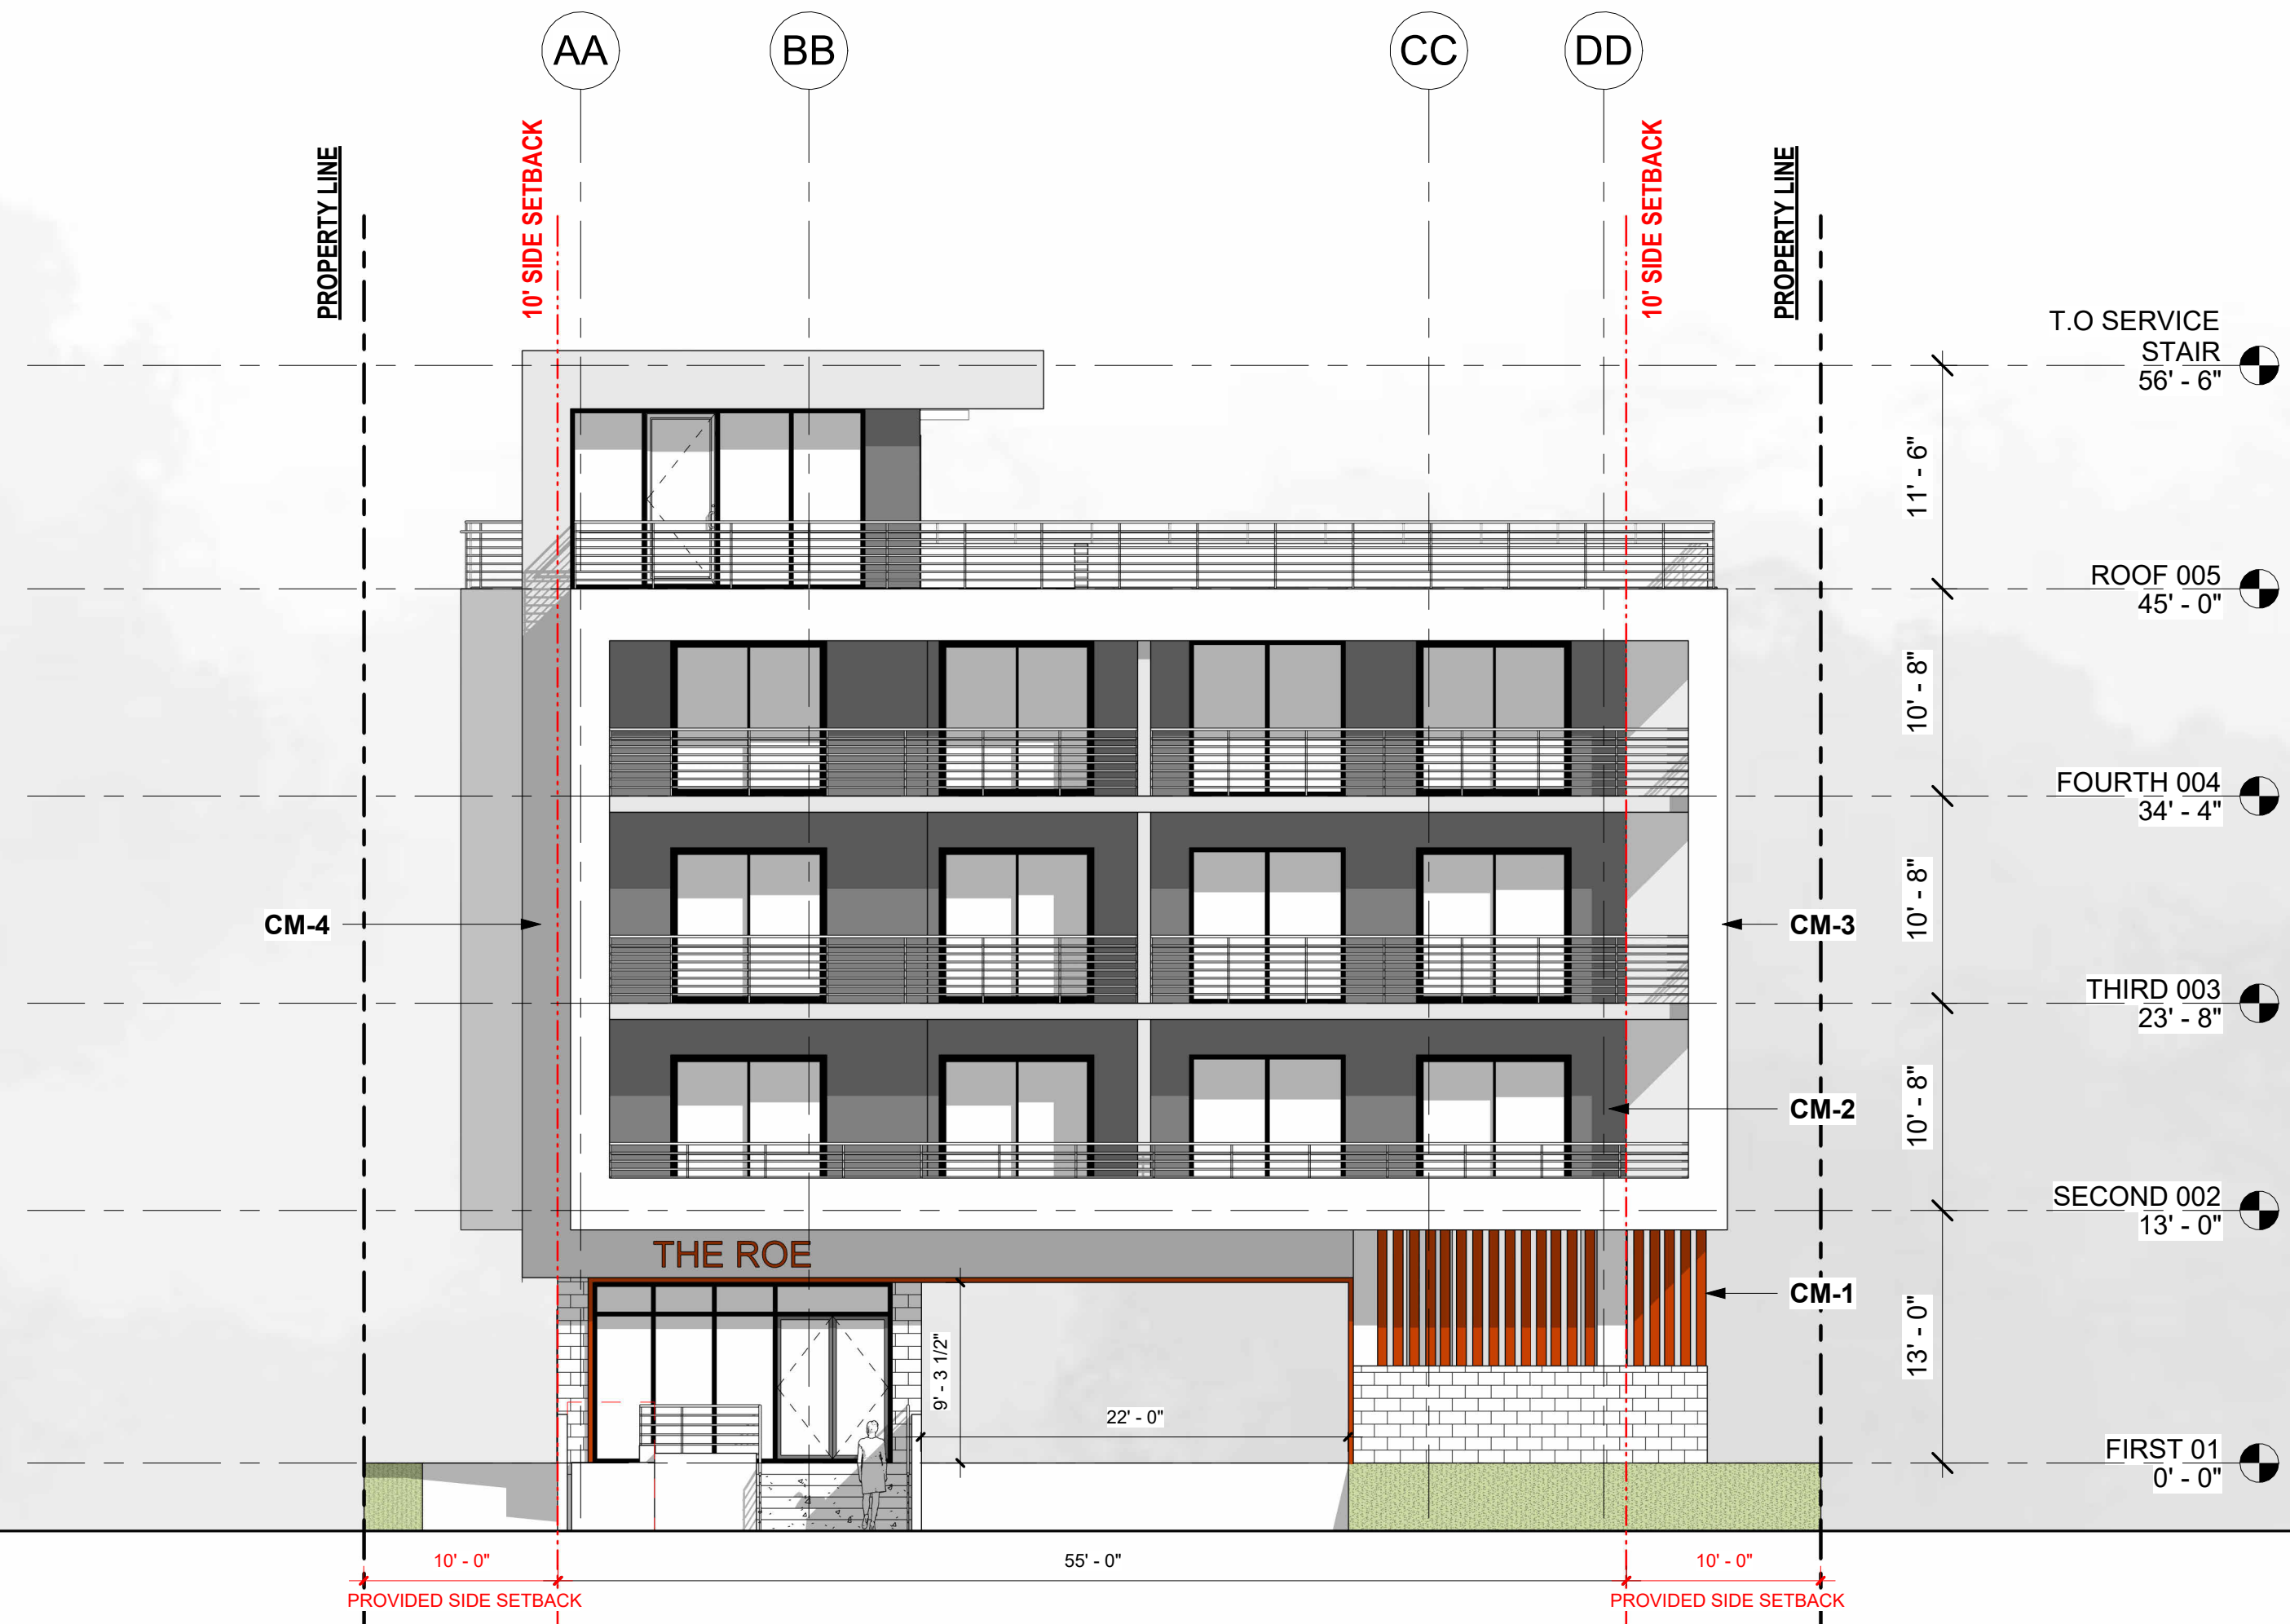 AA
BB
CC
DD
PROPERTY LINE
10' SIDE SETBACK
10' SIDE SETBACK
PROPERTY LINE
T.O SERVICE
STAIR
56' - 6"
11' - 6"
ROOF 005
45' - 0"
10' - 8"
FOURTH 004
34' - 4"
CM-4
CM-3
10' - 8"
THIRD 003
23' - 8"
CM-2
10' - 8"
SECOND 002
13' - 0"
THE ROE
CM-1
13' - 0"
9' - 3 1/2"
22' - 0"
FIRST 01
0' - 0"
10' - 0"
55' - 0"
10' - 0"
PROVIDED SIDE SETBACK
PROVIDED SIDE SETBACK